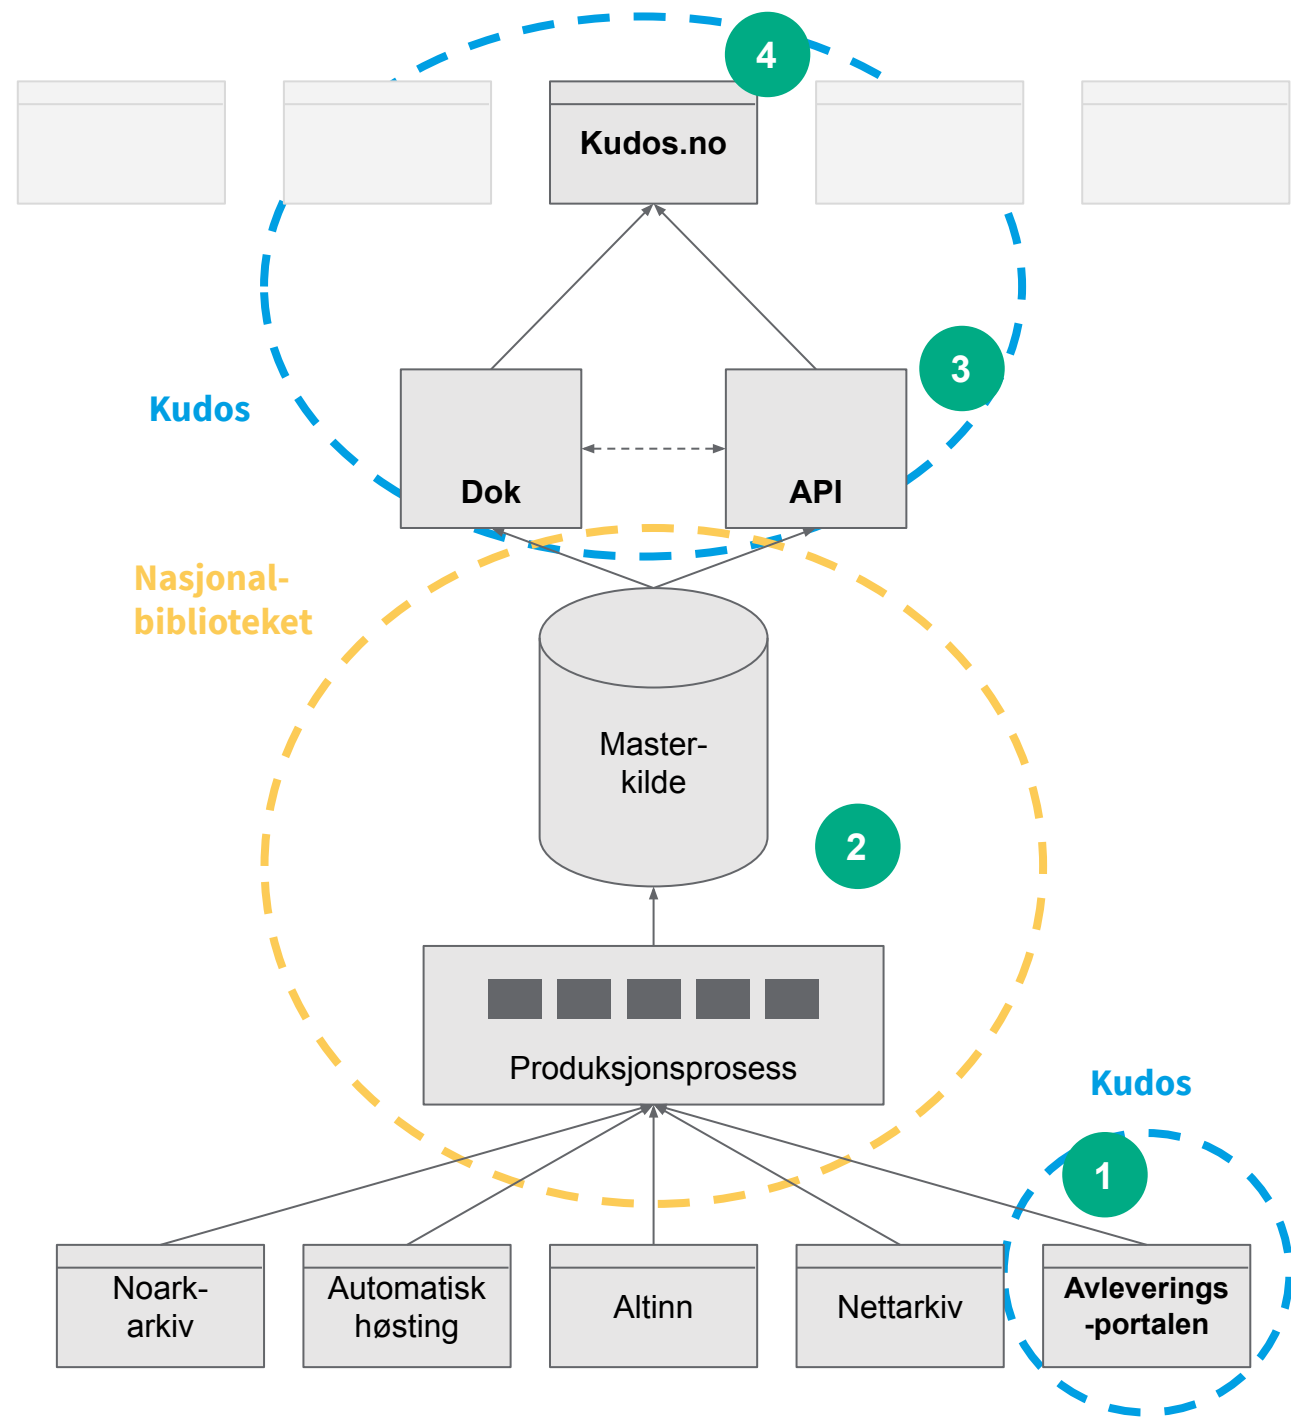 4
Kudos.no
3
Kudos
Dok
API
Nasjonal-
biblioteket
Master-
kilde
2
Produksjonsprosess
Kudos
1
Noark-
arkiv
Automatisk
høsting
Altinn
Nettarkiv
Avleverings
-portalen